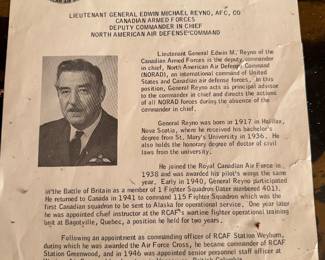 LIEUTENANT GENERAL EDWIN MICHAEL REYNO, AFC, CD
CANADIAN ARMED FORCES
DEPUTY COMMANDER IN CHIEF
NORTH AMERICAN AIR DEFENSE COMMAND
Lieutenant General Edwin M. Reyno of the
Canadian Armed Forces is the deputy, commander
in chief, North American Air Defense Command
(NORAD), an international command of United
States and Canadian air defense forces. In this
position, General Reyno acts as principal advisor
to the commander in chief and directs the actions
of all NORAD forces during the absence of the
commander in chief.
General Reyno was born in 1917 in Halifax,
Nova Scotia, where he received his bachelor's
degree from St. Mary's University in 1936. He
also holds the honorary degree of doctor of civil
laws from the university.
He joined the Royal Canadian Air Force in
1938 and was awarded his pilot's wings the same
year. Early in 1940, General Reyno participated
in the Battle of Britain as a member of 1 Fighter Squadron (later numbered 401).
He returned to Canada in 1941 to command 115 Fighter Squadron which was the
first Canadian squadron to be sent to Alaska for operational service. One year later
he was appointed chief instructor at the RCAF's wartime fighter operational training
unit at Bagotville, Quebec, a position he held for two years.
Following an appointment as commanding officer of RCAF Station Weyburn,
during which he was awarded the Air Force Cross, he became commander of RCAF
Station Greenwood, and in 1946 was appointed senior personnel staff officer at
British Columbia